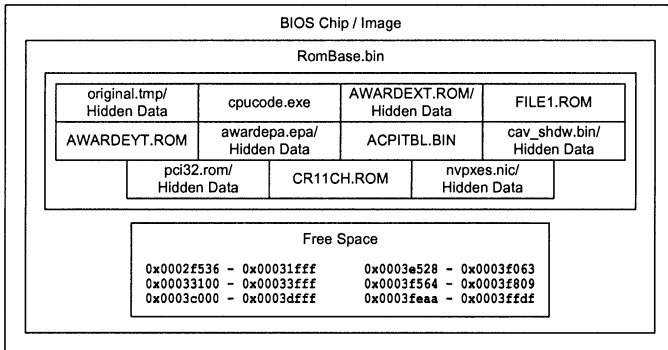 BIOS Chip / Image
RomBase.bin
original.tmp/ Hidden Data
cpucode.exe
AWARDEXT.ROM/ Hidden Data
FILE1.ROM
AWARDEYT.ROM
awardepa.epa/ Hidden Data
ACPITBL.BIN
cav_shdw.bin/ Hidden Data
pci32.rom/ Hidden Data
CR11CH.ROM
nvpxes.nic/ Hidden Data
Free Space
0x0002f536 - 0x00031fff 0x0003e528 - 0x0003f063
0x00033100 - 0x00033fff 0x0003f564 - 0x0003f809
0x0003c000 - 0x0003dfff 0x0003feaa - 0x0003ffdf